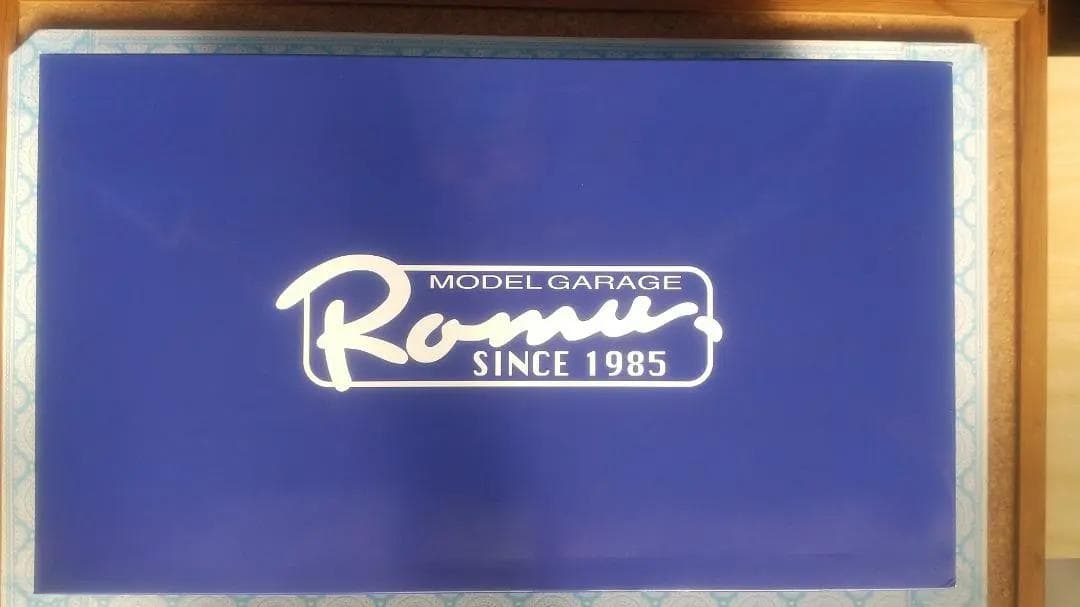 MODEL GARAGE
Romu
SINCE 1985